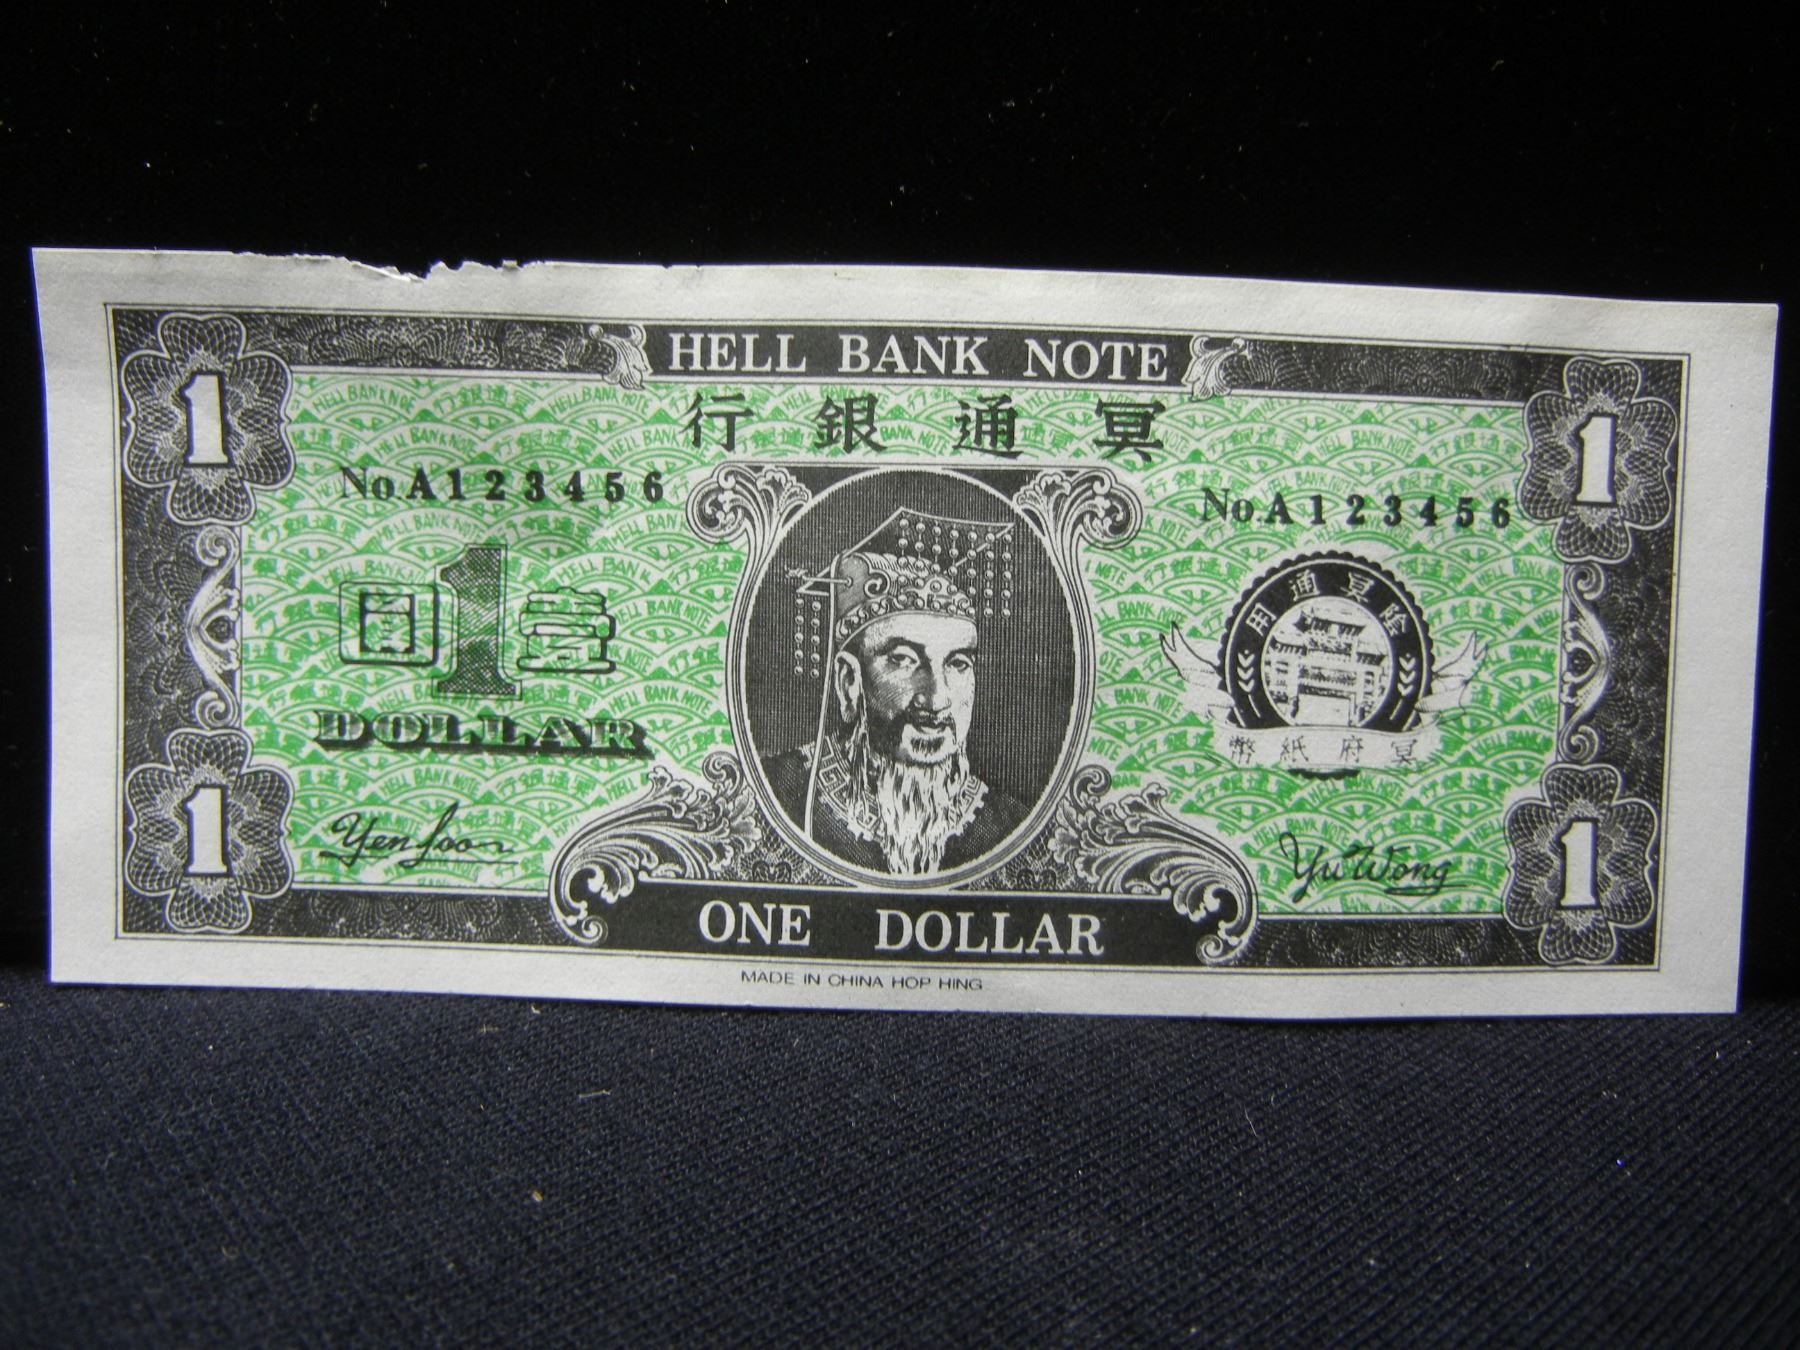 HELL BANK NOTE
行銀通冥
1
1
No.A123456
No.A123456
圓1壹
DOLLAR
用通冥陰
幣紙府冥
Yen Loon
Yu Wong
1
1
ONE DOLLAR
MADE IN CHINA HOP HING